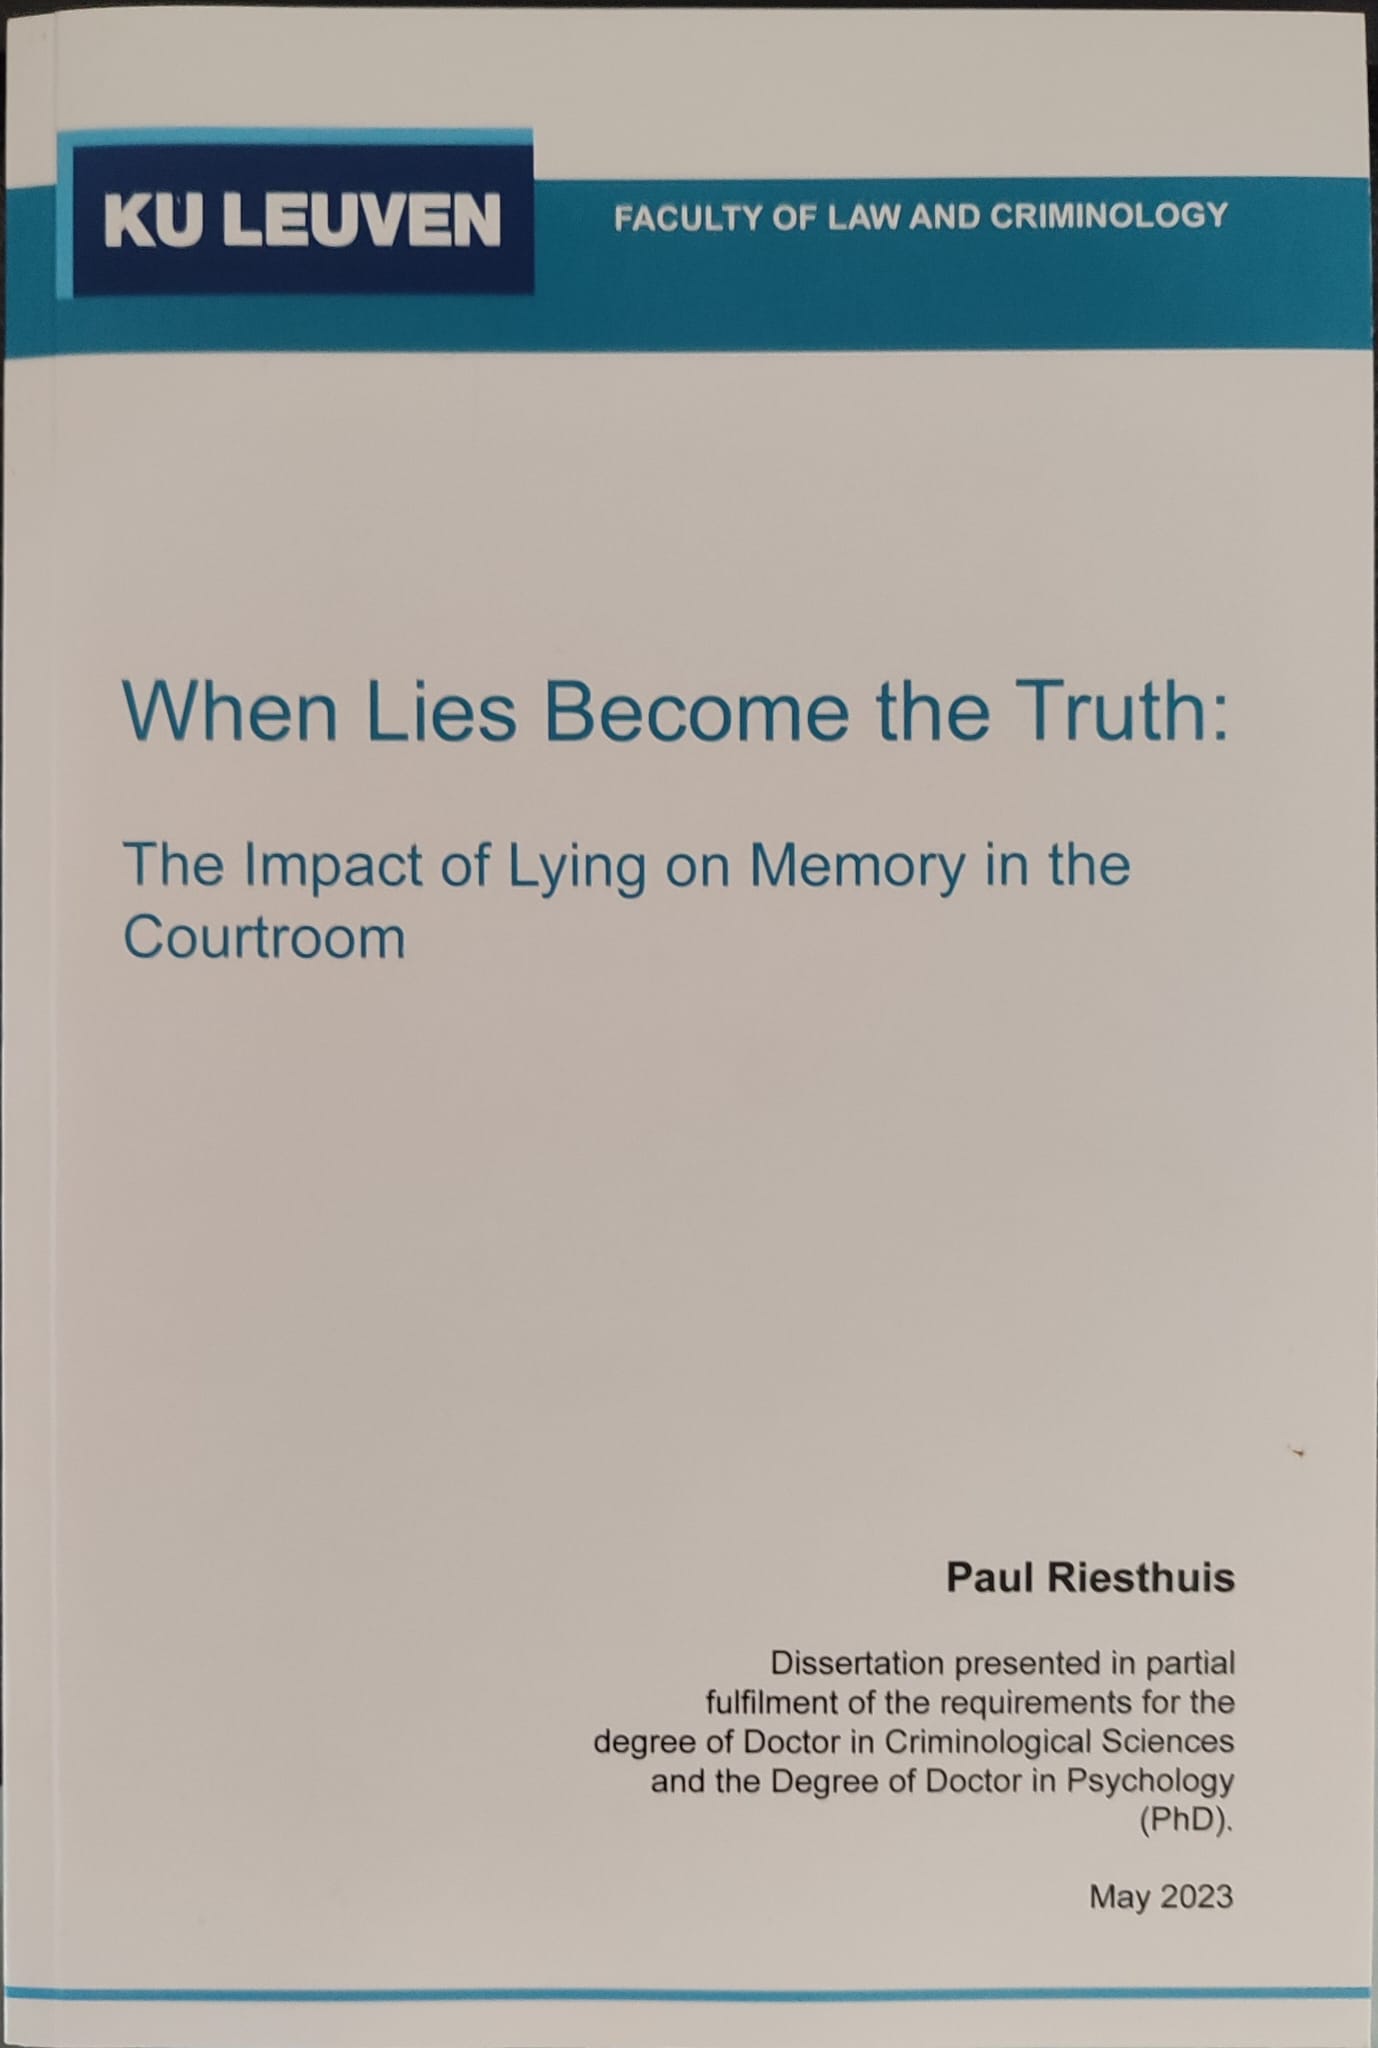 KU LEUVEN
FACULTY OF LAW AND CRIMINOLOGY
When Lies Become the Truth:
The Impact of Lying on Memory in the
Courtroom
Paul Riesthuis
Dissertation presented in partial
fulfilment of the requirements for the
degree of Doctor in Criminological Sciences
and the Degree of Doctor in Psychology
(PhD).
May 2023